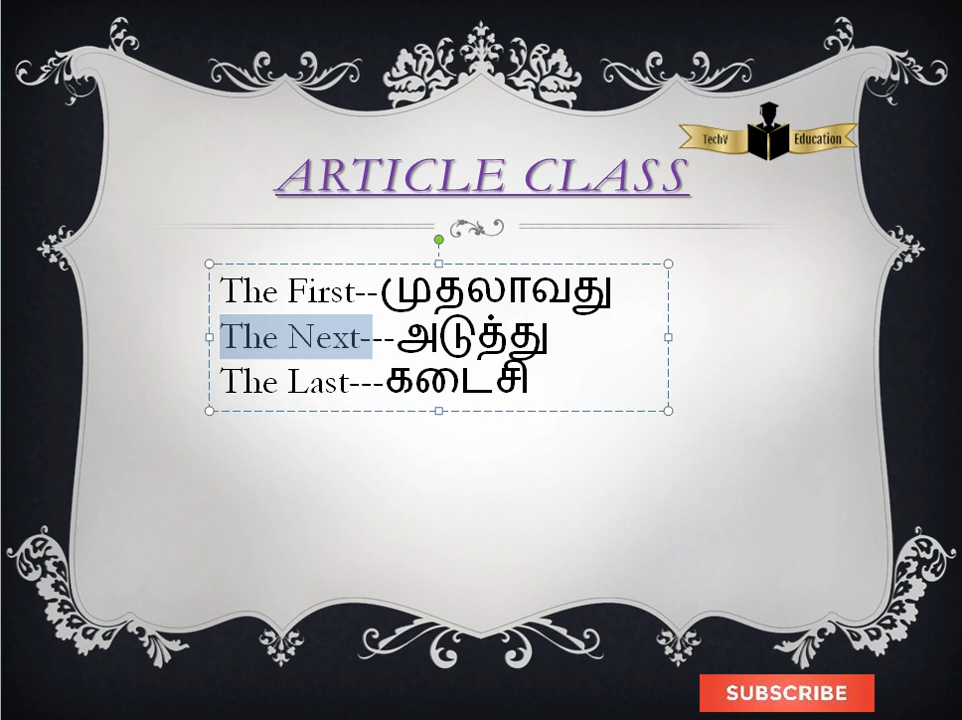 TechV Education
ARTICLE CLASS
The First--முதலாவது
The Next---அடுத்து
The Last---கடைசி
SUBSCRIBE